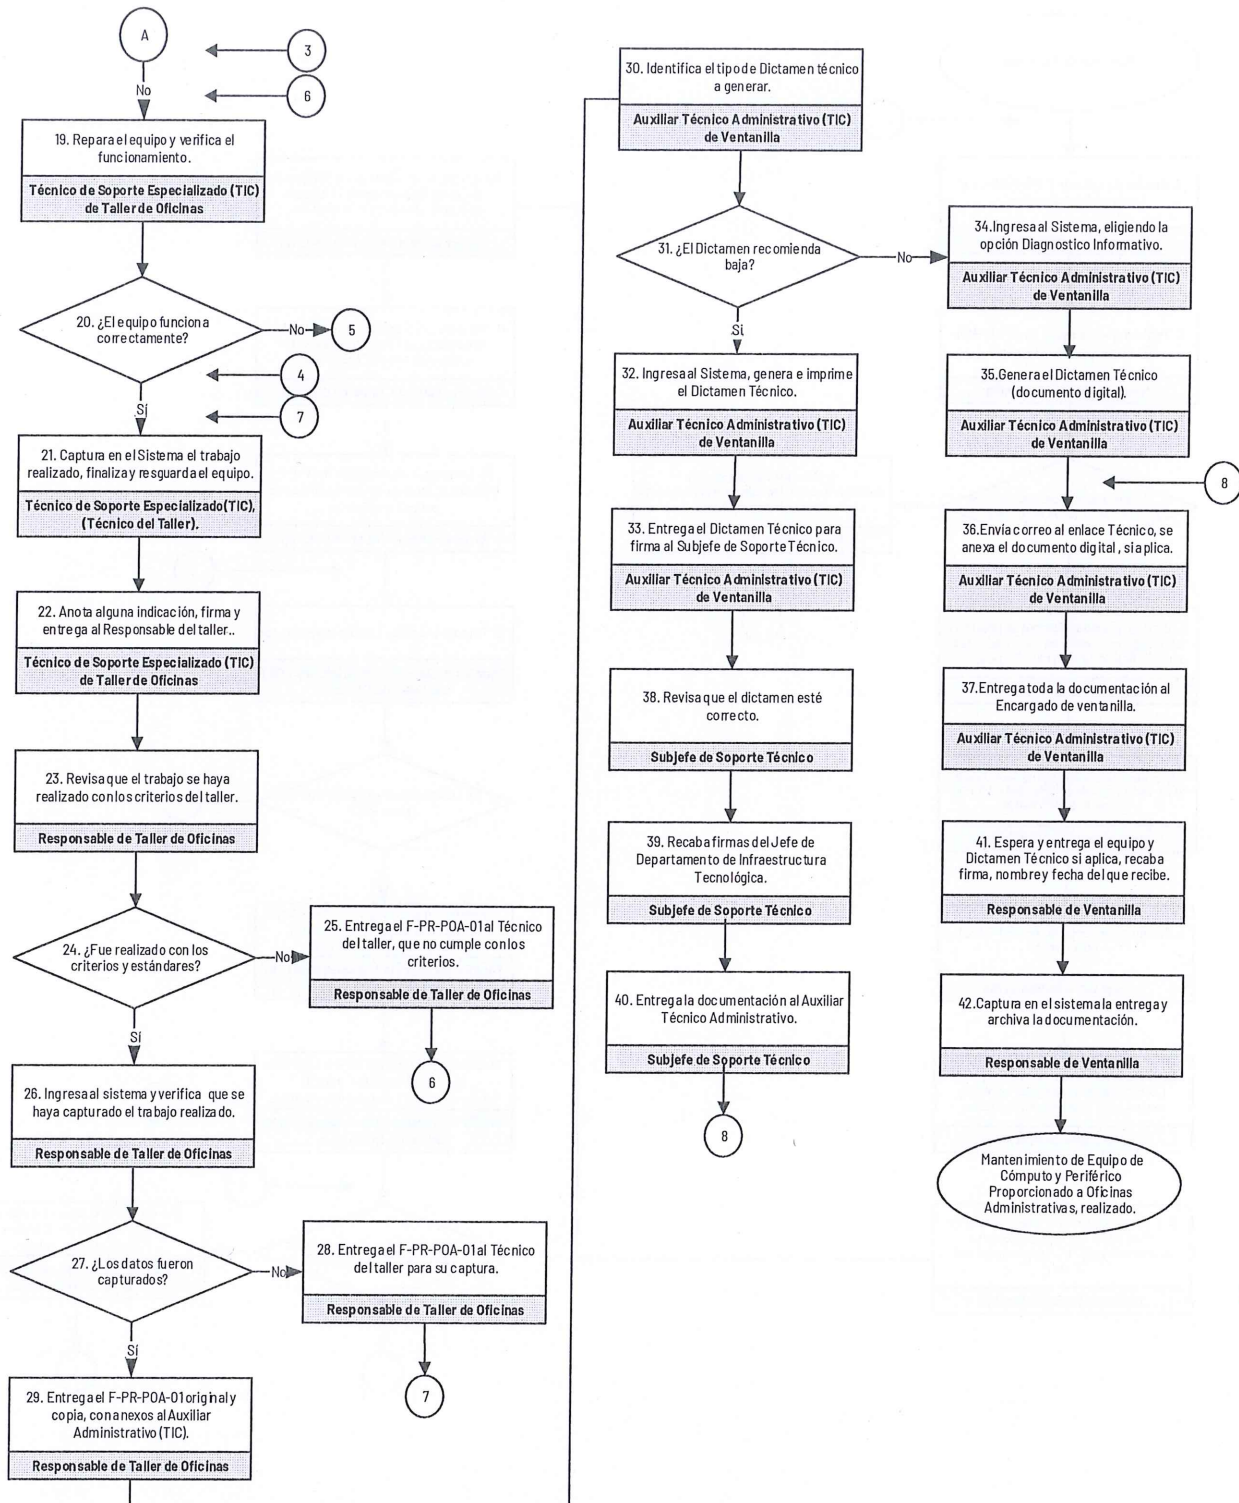 A
3
6
No
19. Repara el equipo y verifica el
funcionamiento.
Técnico de Soporte Especializado (TIC)
de Taller de Oficinas
20. ¿El equipo funciona
correctamente?
No
5
4
7
Sí
21. Captura en el Sistema el trabajo
realizado, finaliza y resguarda el equipo.
Técnico de Soporte Especializado(TIC),
(Técnico del Taller).
22. Anota alguna indicación, firma y
entrega al Responsable del taller..
Técnico de Soporte Especializado (TIC)
de Taller de Oficinas
23. Revisa que el trabajo se haya
realizado con los criterios del taller.
Responsable de Taller de Oficinas
24. ¿Fue realizado con los
criterios y estándares?
No
25. Entrega el F-PR-POA-01 al Técnico
del taller, que no cumple con los
criterios.
Responsable de Taller de Oficinas
6
Sí
26. Ingresa al sistema y verifica que se
haya capturado el trabajo realizado.
Responsable de Taller de Oficinas
27. ¿Los datos fueron
capturados?
No
28. Entrega el F-PR-POA-01 al Técnico
del taller para su captura.
Responsable de Taller de Oficinas
7
Sí
29. Entrega el F-PR-POA-01 original y
copia, con anexos al Auxiliar
Administrativo (TIC).
Responsable de Taller de Oficinas
30. Identifica el tipo de Dictamen técnico
a generar.
Auxiliar Técnico Administrativo (TIC)
de Ventanilla
31. ¿El Dictamen recomienda
baja?
No
Sí
32. Ingresa al Sistema, genera e imprime
el Dictamen Técnico.
Auxiliar Técnico Administrativo (TIC)
de Ventanilla
33. Entrega el Dictamen Técnico para
firma al Subjefe de Soporte Técnico.
Auxiliar Técnico Administrativo (TIC)
de Ventanilla
38. Revisa que el dictamen esté
correcto.
Subjefe de Soporte Técnico
39. Recaba firmas del Jefe de
Departamento de Infraestructura
Tecnológica.
Subjefe de Soporte Técnico
40. Entrega la documentación al Auxiliar
Técnico Administrativo.
Subjefe de Soporte Técnico
8
34.Ingresa al Sistema, eligiendo la
opción Diagnostico Informativo.
Auxiliar Técnico Administrativo (TIC)
de Ventanilla
35.Genera el Dictamen Técnico
(documento digital).
Auxiliar Técnico Administrativo (TIC)
de Ventanilla
8
36.Envía correo al enlace Técnico, se
anexa el documento digital, si aplica.
Auxiliar Técnico Administrativo (TIC)
de Ventanilla
37.Entrega toda la documentación al
Encargado de ventanilla.
Auxiliar Técnico Administrativo (TIC)
de Ventanilla
41. Espera y entrega el equipo y
Dictamen Técnico si aplica, recaba
firma, nombre y fecha del que recibe.
Responsable de Ventanilla
42.Captura en el sistema la entrega y
archiva la documentación.
Responsable de Ventanilla
Mantenimiento de Equipo de
Cómputo y Periférico
Proporcionado a Oficinas
Administrativas, realizado.